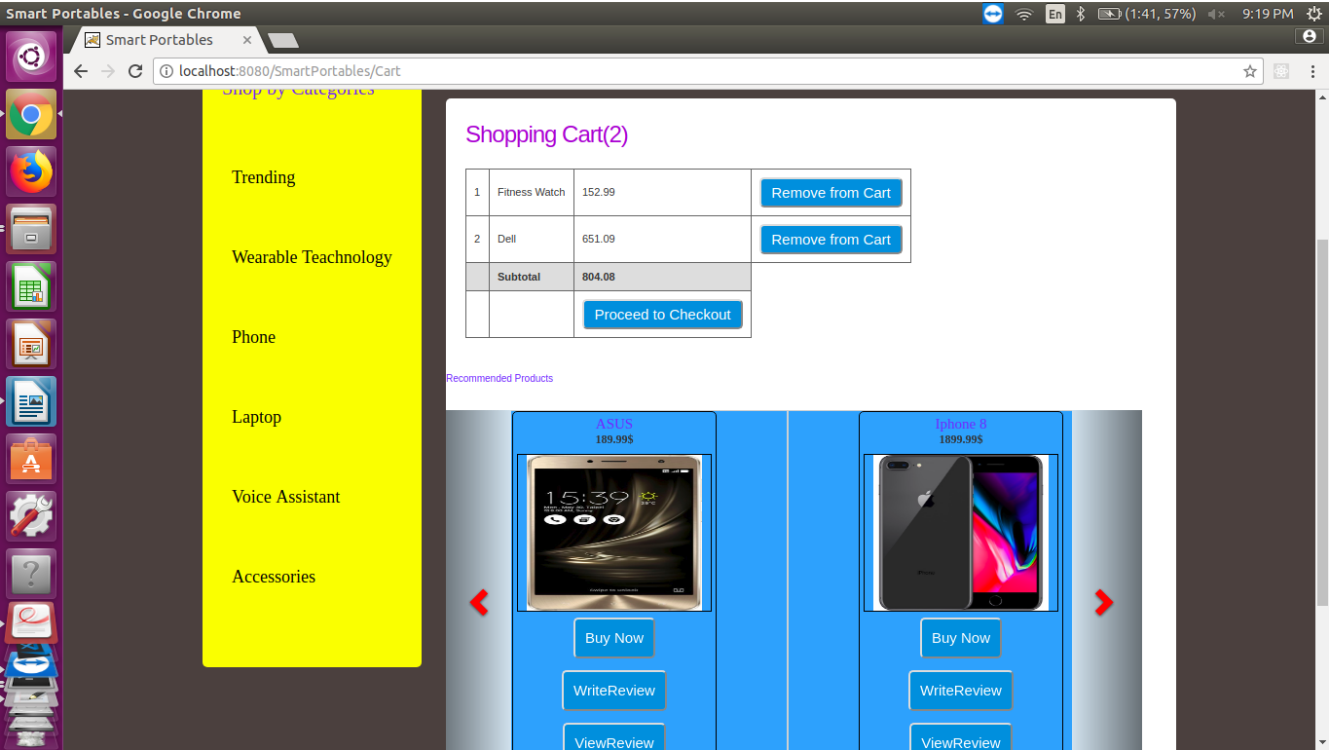 Smart Portables - Google Chrome
En (1:41, 57%) 9:19 PM
Smart Portables
localhost:8080/SmartPortables/Cart
Shop by Categories
Trending
Wearable Teachnology
Phone
Laptop
Voice Assistant
Accessories
Shopping Cart(2)
1 Fitness Watch 152.99 Remove from Cart
2 Dell 651.09 Remove from Cart
Subtotal 804.08
Proceed to Checkout
Recommended Products
ASUS
189.99$
15:39
Buy Now
WriteReview
ViewReview
Iphone 8
1899.99$
Buy Now
WriteReview
ViewReview